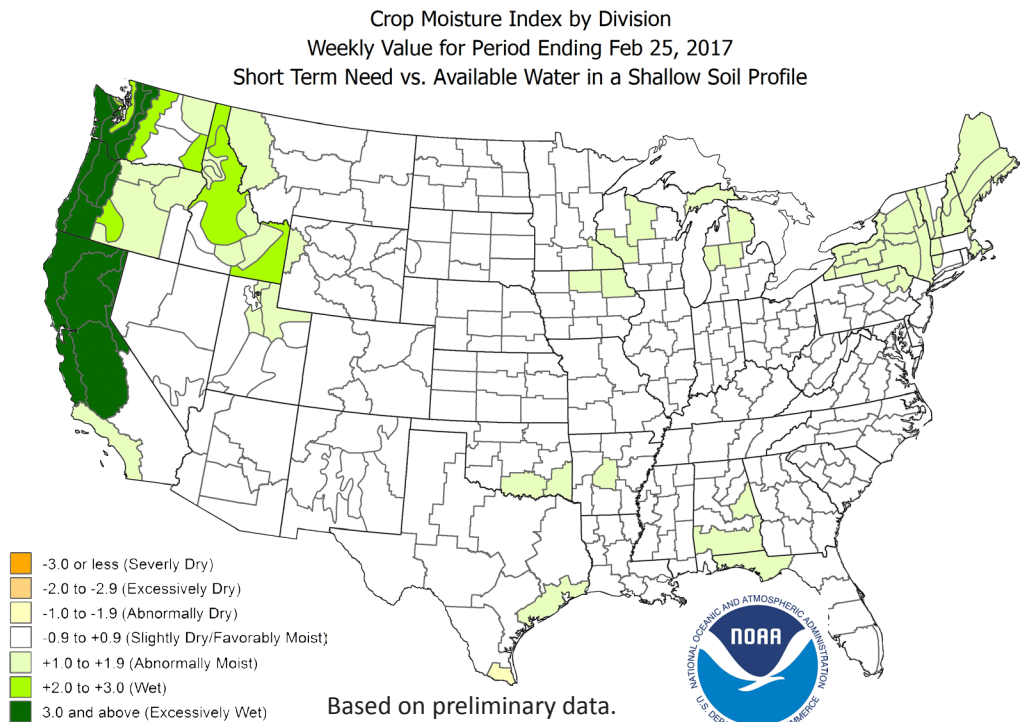 Crop Moisture Index by Division
Weekly Value for Period Ending Feb 25, 2017
Short Term Need vs. Available Water in a Shallow Soil Profile
-3.0 or less (Severly Dry)
-2.0 to -2.9 (Excessively Dry)
-1.0 to -1.9 (Abnormally Dry)
-0.9 to +0.9 (Slightly Dry/Favorably Moist)
+1.0 to +1.9 (Abnormally Moist)
+2.0 to +3.0 (Wet)
3.0 and above (Excessively Wet)
Based on preliminary data.
NATIONAL OCEANIC AND ATMOSPHERIC ADMINISTRATION
NOAA
U.S.